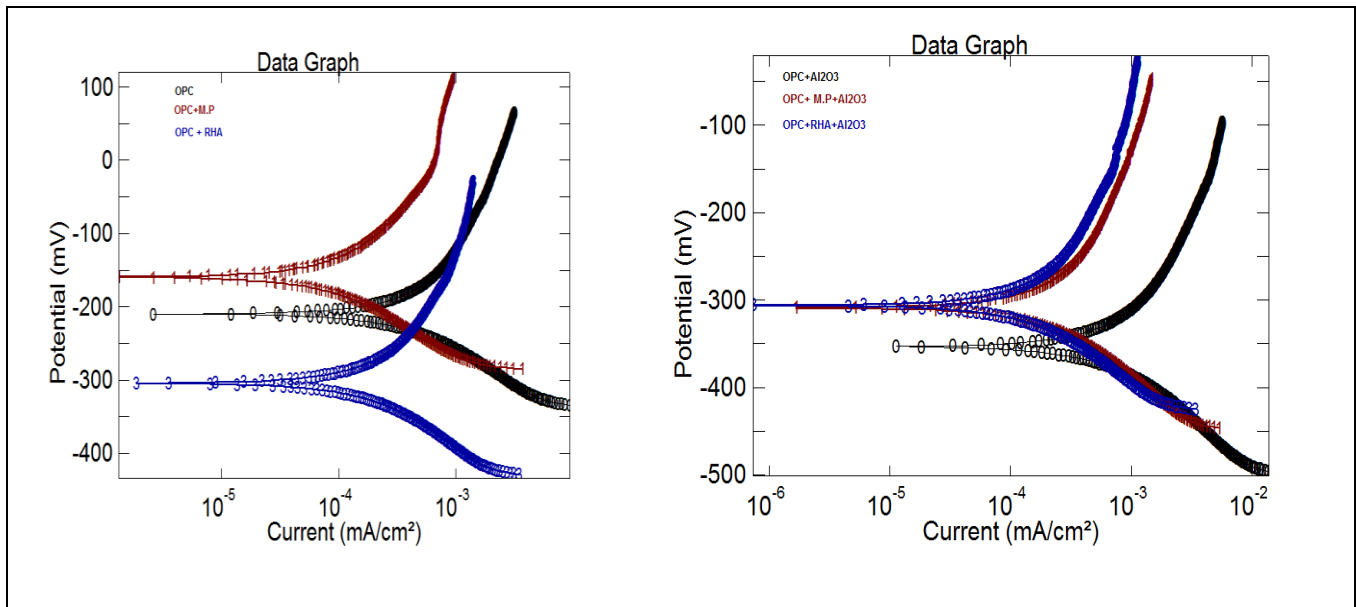 Data Graph
OPC
OPC+M.P
OPC + RHA
Potential (mV)
100
0
-100
-200
-300
-400
10-5
10-4
10-3
Current (mA/cm²)
Data Graph
OPC+Al2O3
OPC+ M.P+Al2O3
OPC+RHA+Al2O3
Potential (mV)
-100
-200
-300
-400
-500
10-6
10-5
10-4
10-3
10-2
Current (mA/cm²)